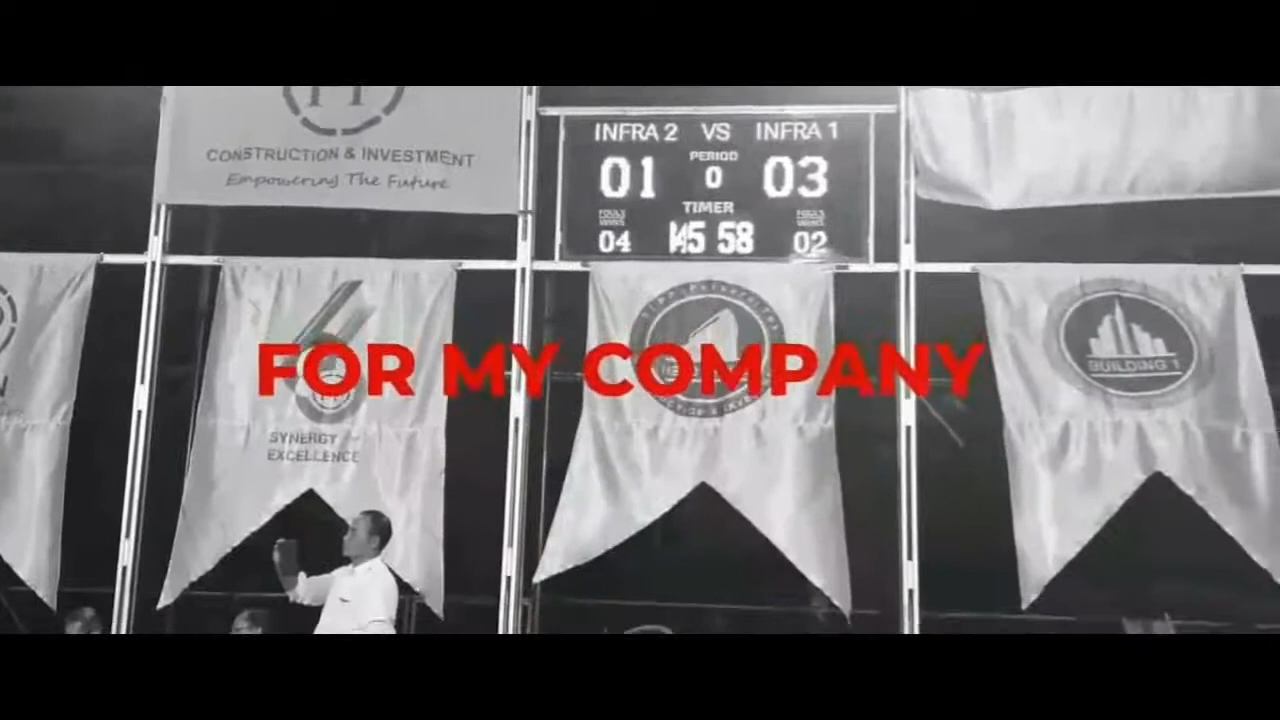 CONSTRUCTION & INVESTMENT
Empowering The Future
INFRA 2 VS INFRA 1
PERIOD
01 0 03
TIMER
04 58 02
FOR MY COMPANY
BUILDING 1
SYNERGY
EXCELLENCE